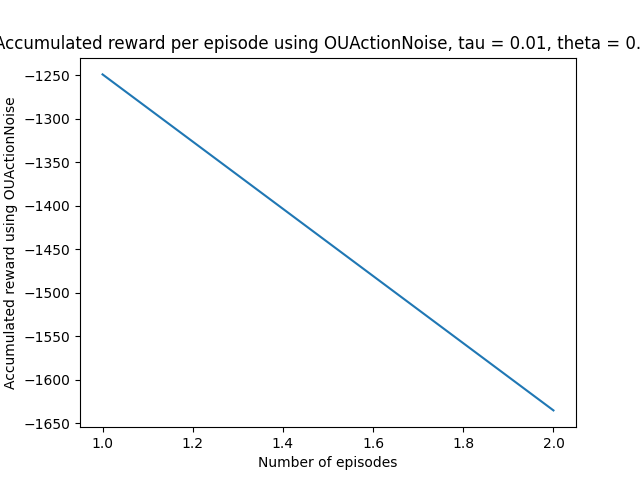 Accumulated reward per episode using OUActionNoise, tau = 0.01, theta = 0.
Accumulated reward using OUActionNoise
−1250
−1300
−1350
−1400
−1450
−1500
−1550
−1600
−1650
1.0 1.2 1.4 1.6 1.8 2.0
Number of episodes